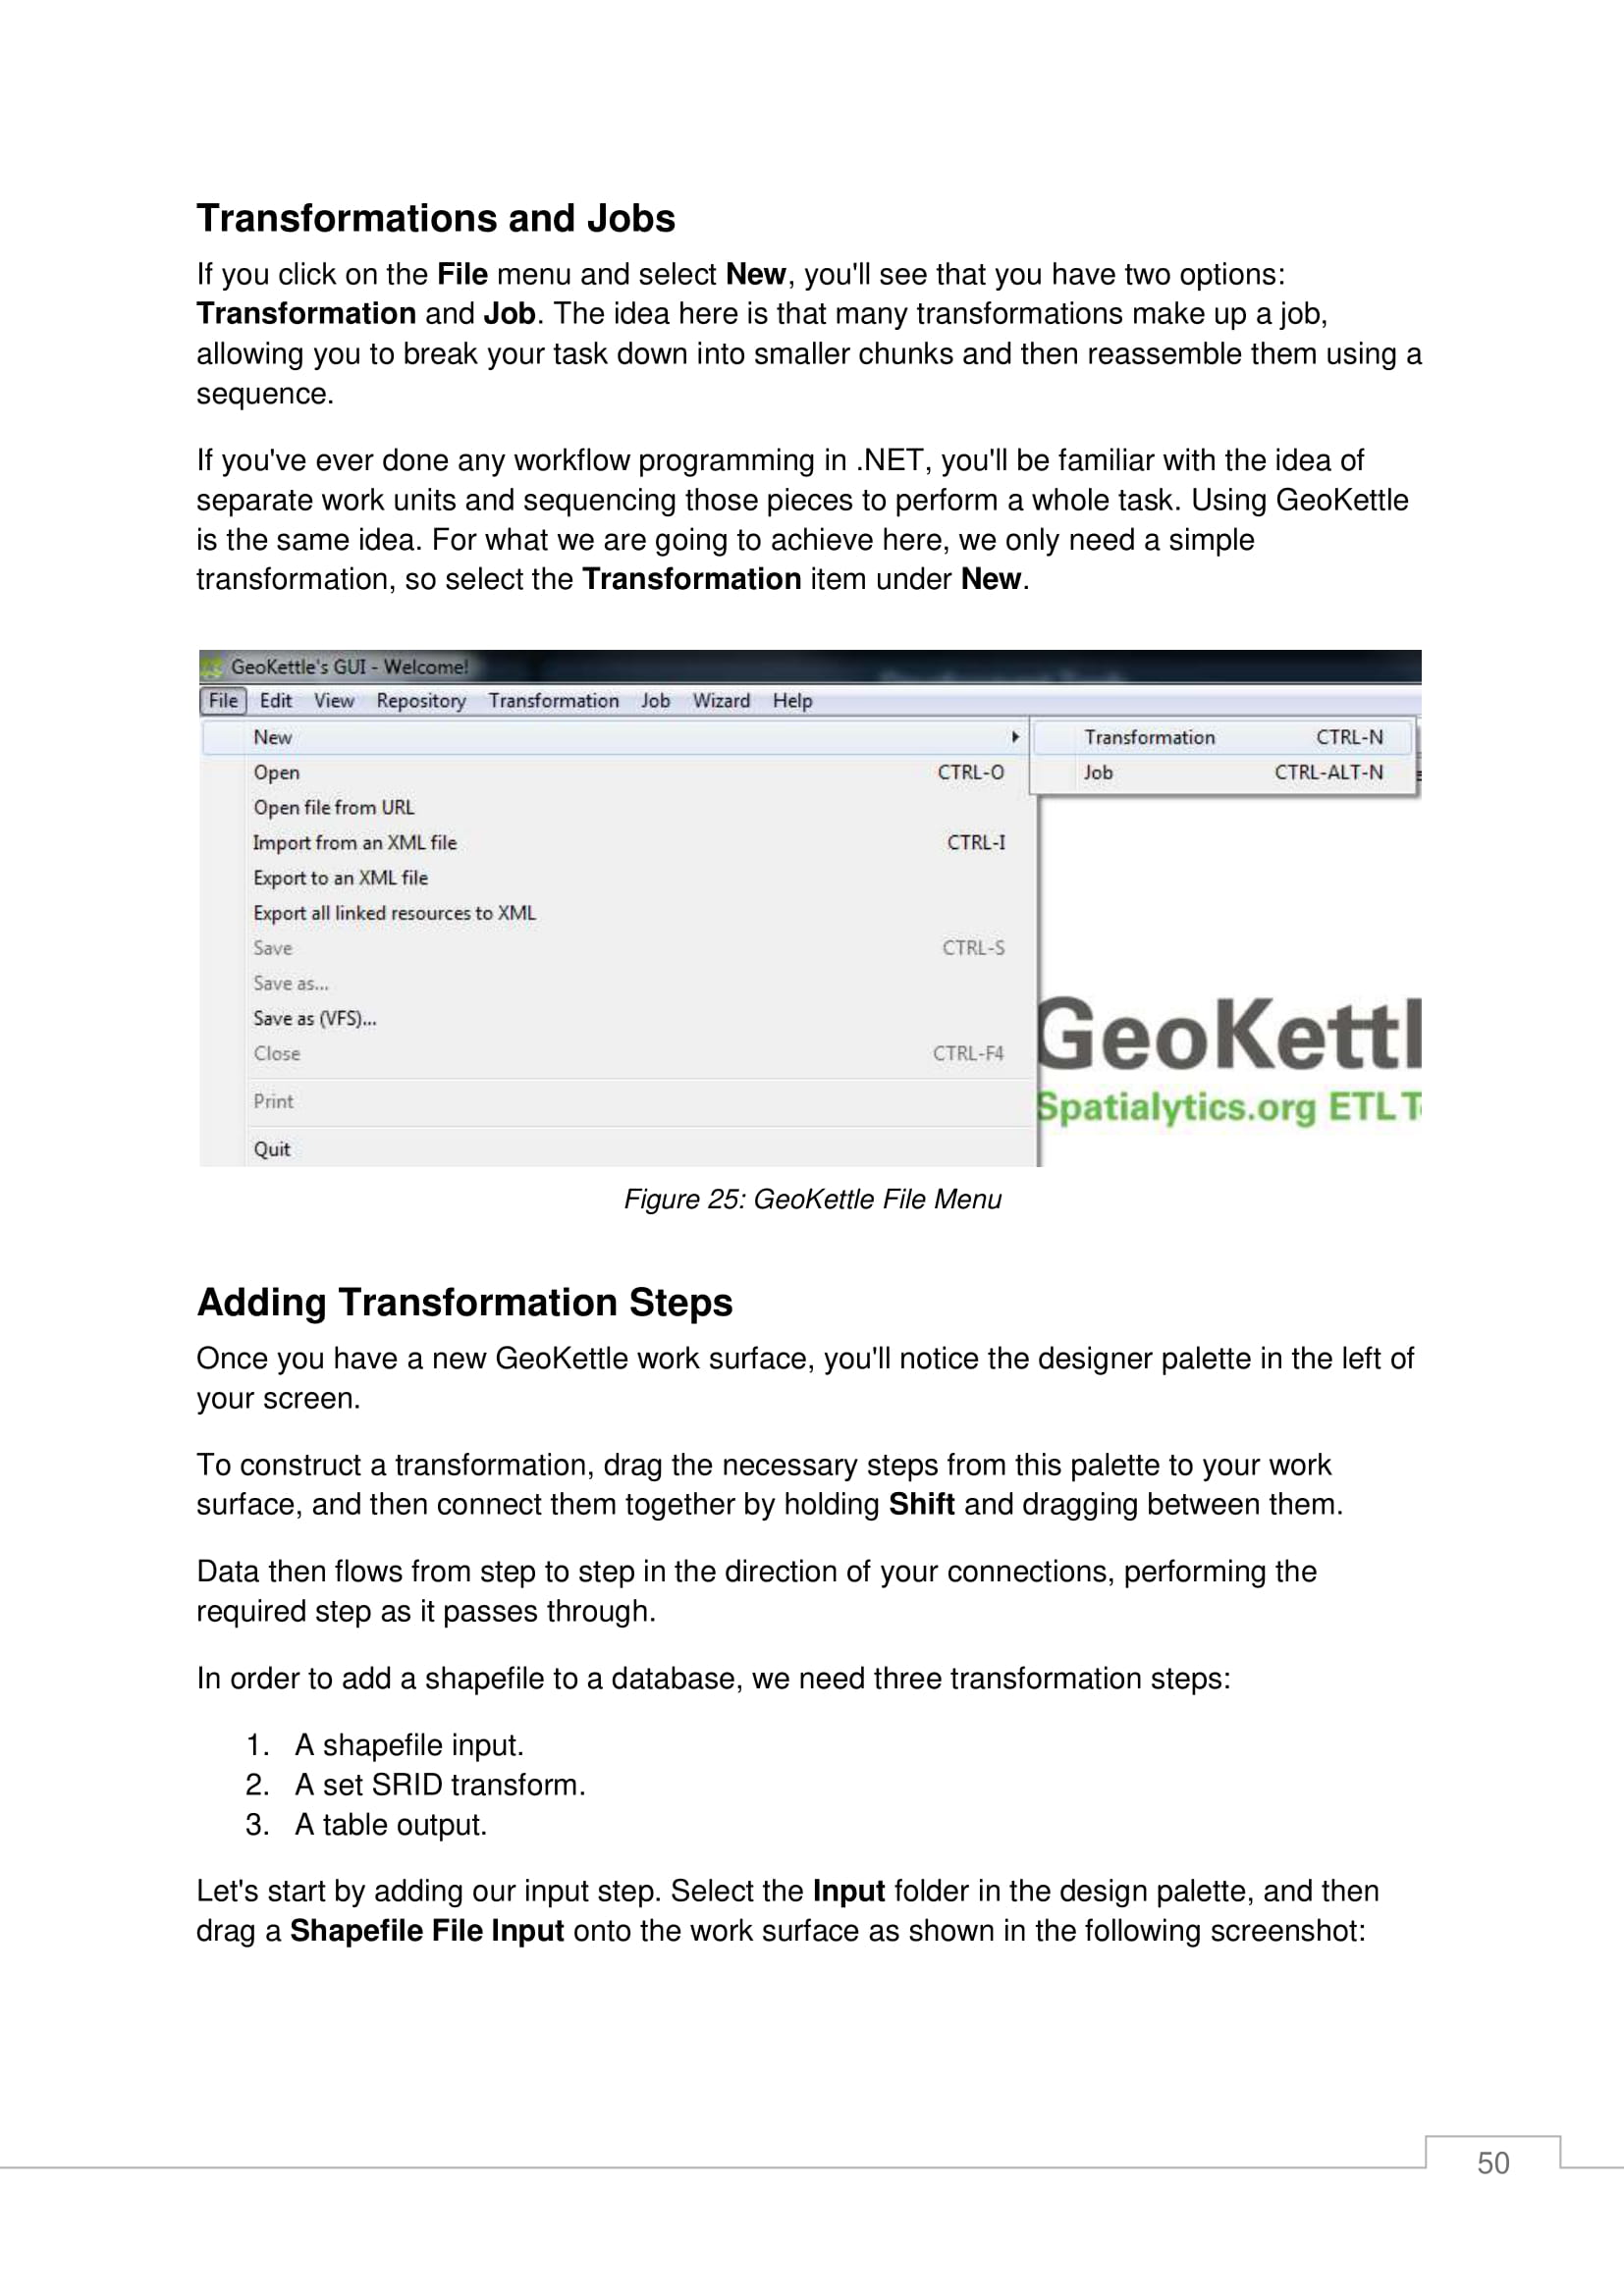 Transformations and Jobs
If you click on the File menu and select New, you'll see that you have two options:
Transformation and Job. The idea here is that many transformations make up a job,
allowing you to break your task down into smaller chunks and then reassemble them using a
sequence.
If you've ever done any workflow programming in .NET, you'll be familiar with the idea of
separate work units and sequencing those pieces to perform a whole task. Using GeoKettle
is the same idea. For what we are going to achieve here, we only need a simple
transformation, so select the Transformation item under New.
GeoKettle's GUI - Welcome!
File Edit View Repository Transformation Job Wizard Help
New Transformation CTRL-N
Open CTRL-O Job CTRL-ALT-N
Open file from URL
Import from an XML file CTRL-I
Export to an XML file
Export all linked resources to XML
Save CTRL-S
Save as...
Save as (VFS)...
Close CTRL-F4
Print
Quit
GeoKettl
Spatialytics.org ETL T
Figure 25: GeoKettle File Menu
Adding Transformation Steps
Once you have a new GeoKettle work surface, you'll notice the designer palette in the left of
your screen.
To construct a transformation, drag the necessary steps from this palette to your work
surface, and then connect them together by holding Shift and dragging between them.
Data then flows from step to step in the direction of your connections, performing the
required step as it passes through.
In order to add a shapefile to a database, we need three transformation steps:
1. A shapefile input.
2. A set SRID transform.
3. A table output.
Let's start by adding our input step. Select the Input folder in the design palette, and then
drag a Shapefile File Input onto the work surface as shown in the following screenshot:
50